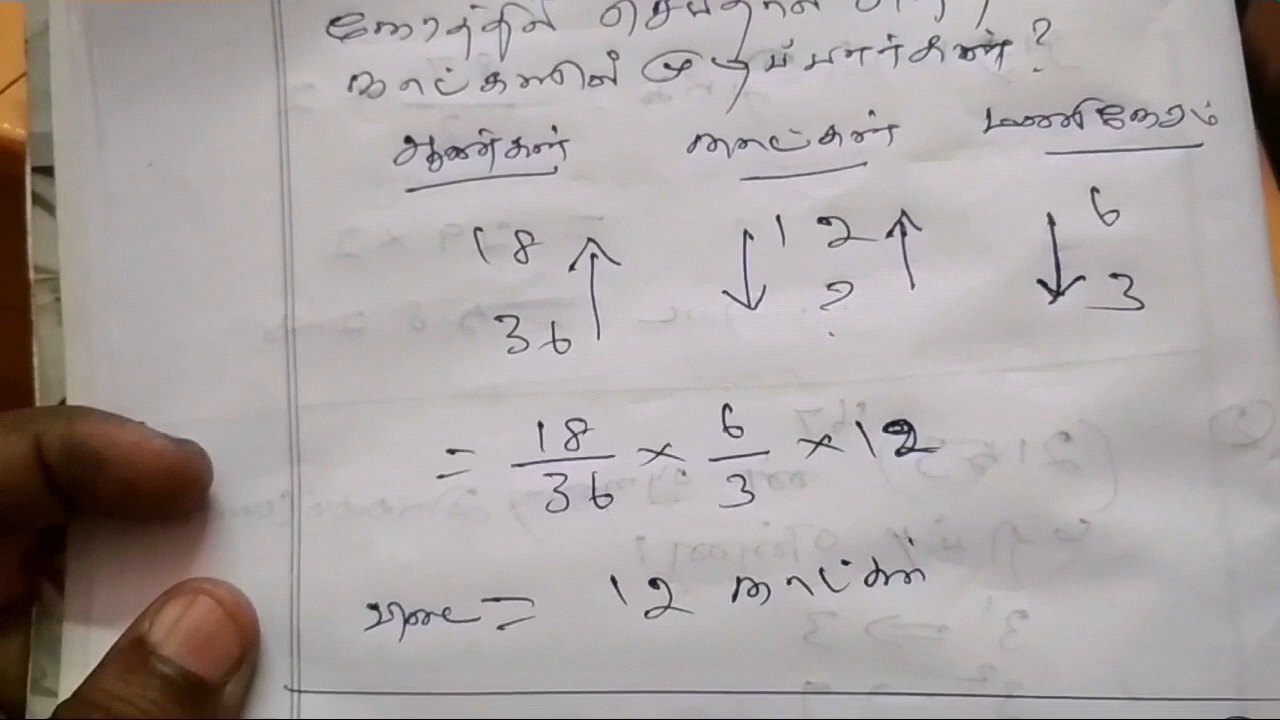 நேரத்தில் செய்தால்
நாட்களில் முடிப்பார்கள்?
ஆண்கள் நாட்கள் மணிநேரம்
18 ↑ ↓ 12 ↑ ↓ 6
36 ? 3
= 18/36 × 6/3 × 12
விடை = 12 நாட்கள்